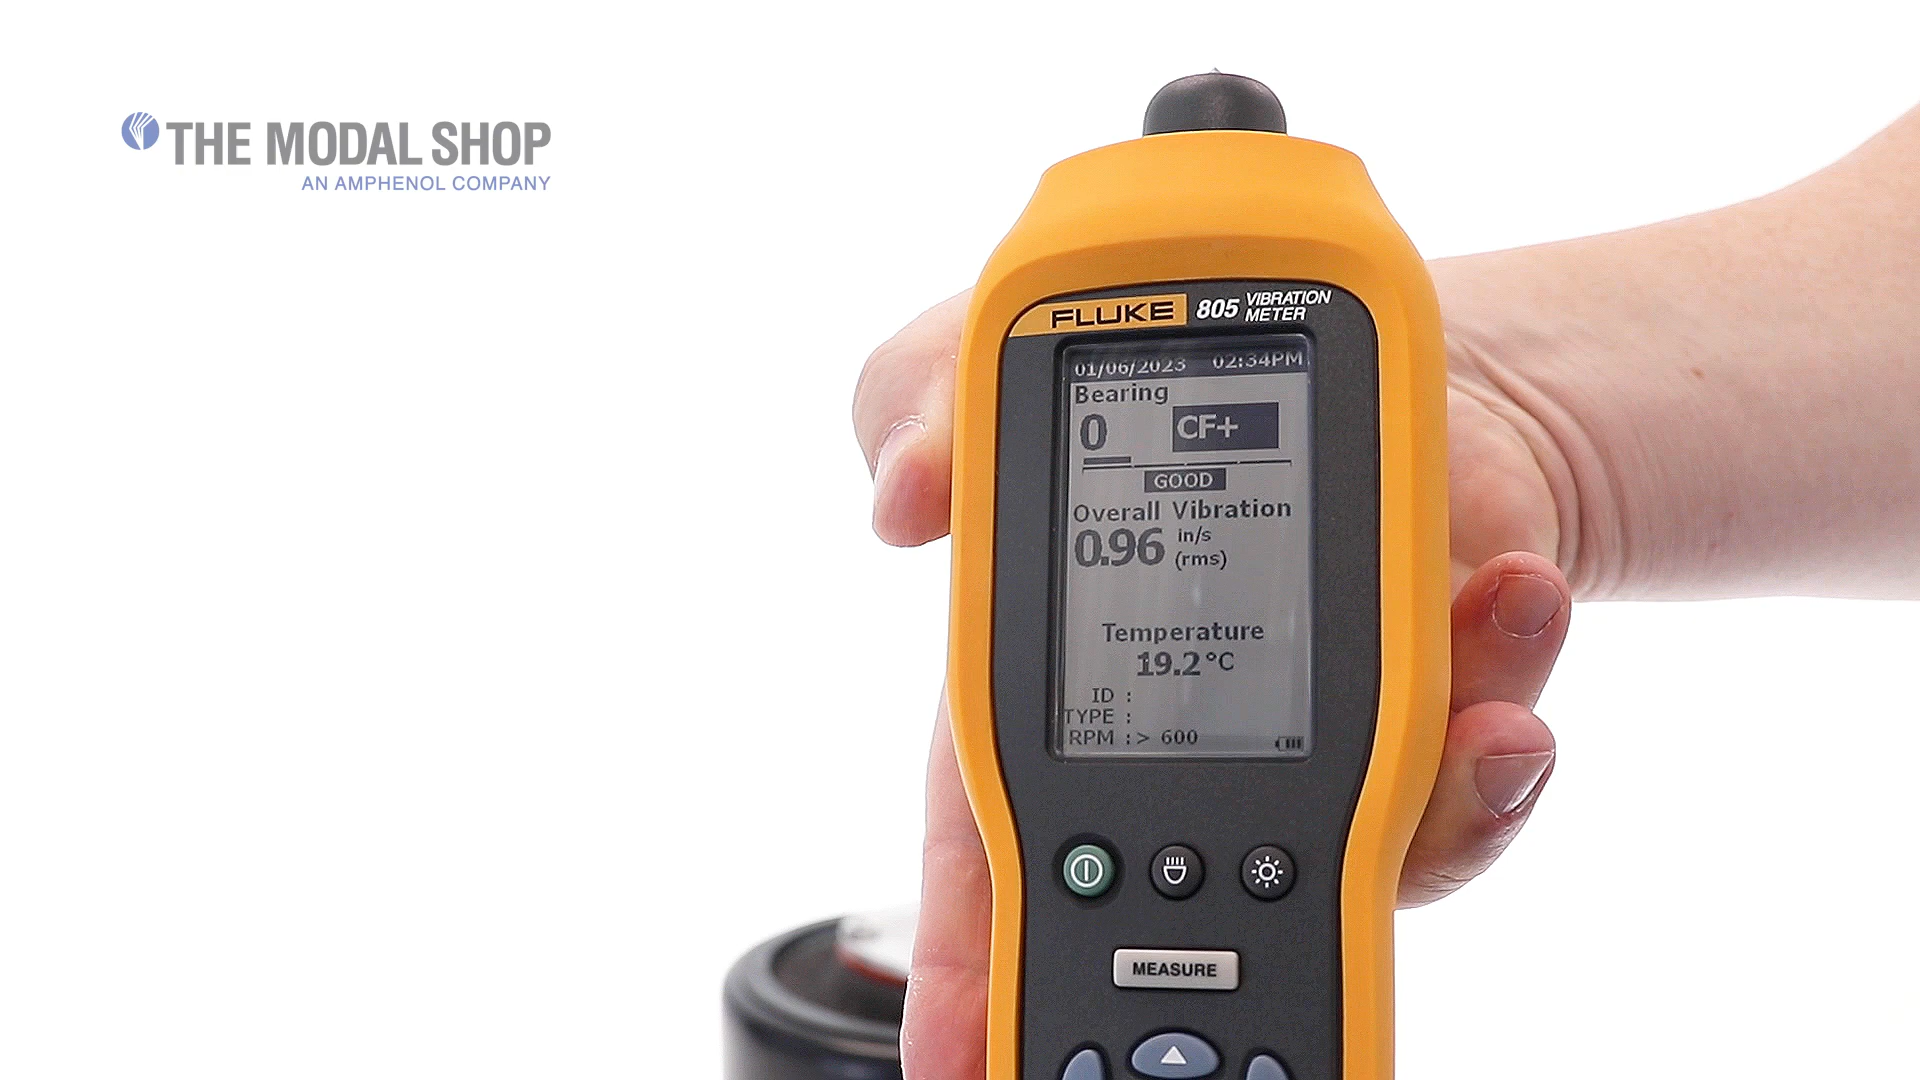 THE MODAL SHOP
AN AMPHENOL COMPANY
FLUKE 805 VIBRATION METER
01/06/2023 02:34PM
Bearing
0 CF+
GOOD
Overall Vibration
0.96 in/s (rms)
Temperature
19.2 °C
ID :
TYPE :
RPM :> 600
MEASURE